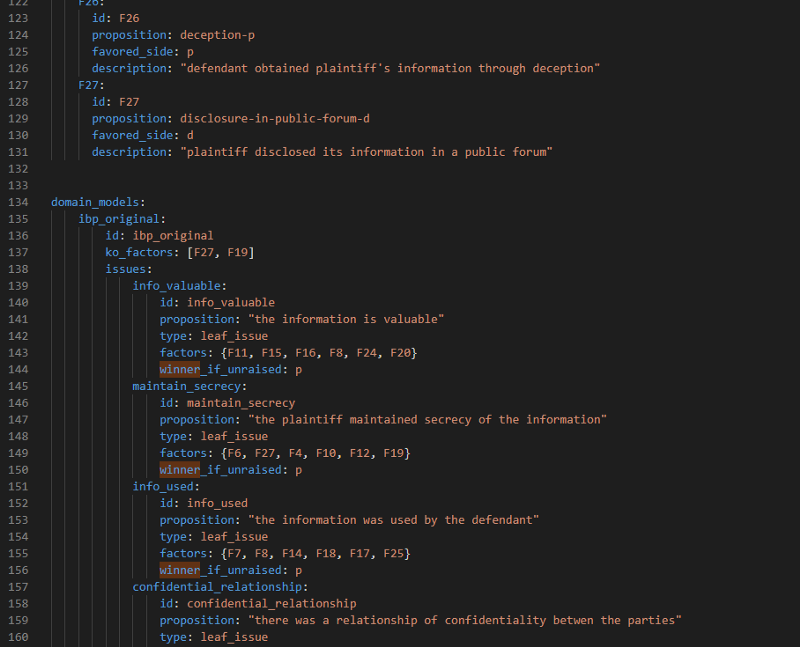 122 F26:
123 id: F26
124 proposition: deception-p
125 favored_side: p
126 description: "defendant obtained plaintiff's information through deception"
127 F27:
128 id: F27
129 proposition: disclosure-in-public-forum-d
130 favored_side: d
131 description: "plaintiff disclosed its information in a public forum"
132
133
134 domain_models:
135 ibp_original:
136 id: ibp_original
137 ko_factors: [F27, F19]
138 issues:
139 info_valuable:
140 id: info_valuable
141 proposition: "the information is valuable"
142 type: leaf_issue
143 factors: {F11, F15, F16, F8, F24, F20}
144 winner_if_unraised: p
145 maintain_secrecy:
146 id: maintain_secrecy
147 proposition: "the plaintiff maintained secrecy of the information"
148 type: leaf_issue
149 factors: {F6, F27, F4, F10, F12, F19}
150 winner_if_unraised: p
151 info_used:
152 id: info_used
153 proposition: "the information was used by the defendant"
154 type: leaf_issue
155 factors: {F7, F8, F14, F18, F17, F25}
156 winner_if_unraised: p
157 confidential_relationship:
158 id: confidential_relationship
159 proposition: "there was a relationship of confidentiality betwen the parties"
160 type: leaf_issue